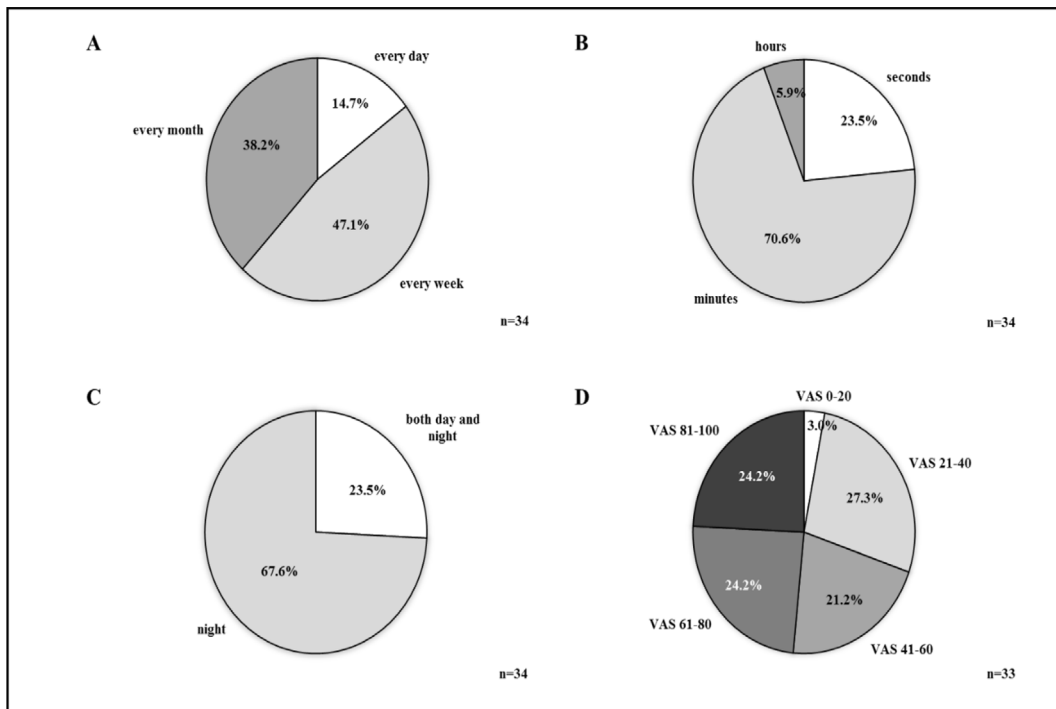 A
every day
14.7%
every month
38.2%
47.1%
every week
n=34
B
hours
seconds
5.9%
23.5%
70.6%
minutes
n=34
C
both day and
night
23.5%
67.6%
night
n=34
D
VAS 0-20
3.0%
VAS 81-100
VAS 21-40
24.2%
27.3%
24.2%
21.2%
VAS 61-80
VAS 41-60
n=33